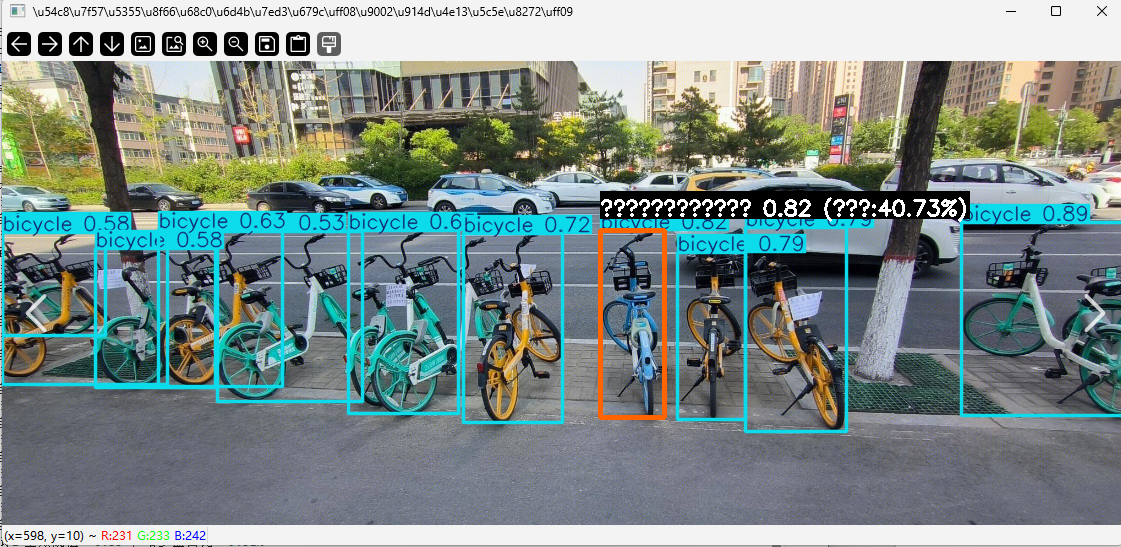 \u54c8\u7f57\u5355\u8f66\u68c0\u6d4b\u7ed3\u679c\uff08\u9002\u914d\u4e13\u5c5e\u8272\uff09
???????????? 0.82 (???:40.73%)
bicycle 0.58
bicycle 0.63
0.53
bicycle 0.6
bicycle 0.72
bicycle 0.82
0.79
bicycle 0.89
bicycle 0.58
bicycle
0.79
(x=598, y=10) ~ R:231 G:233 B:242